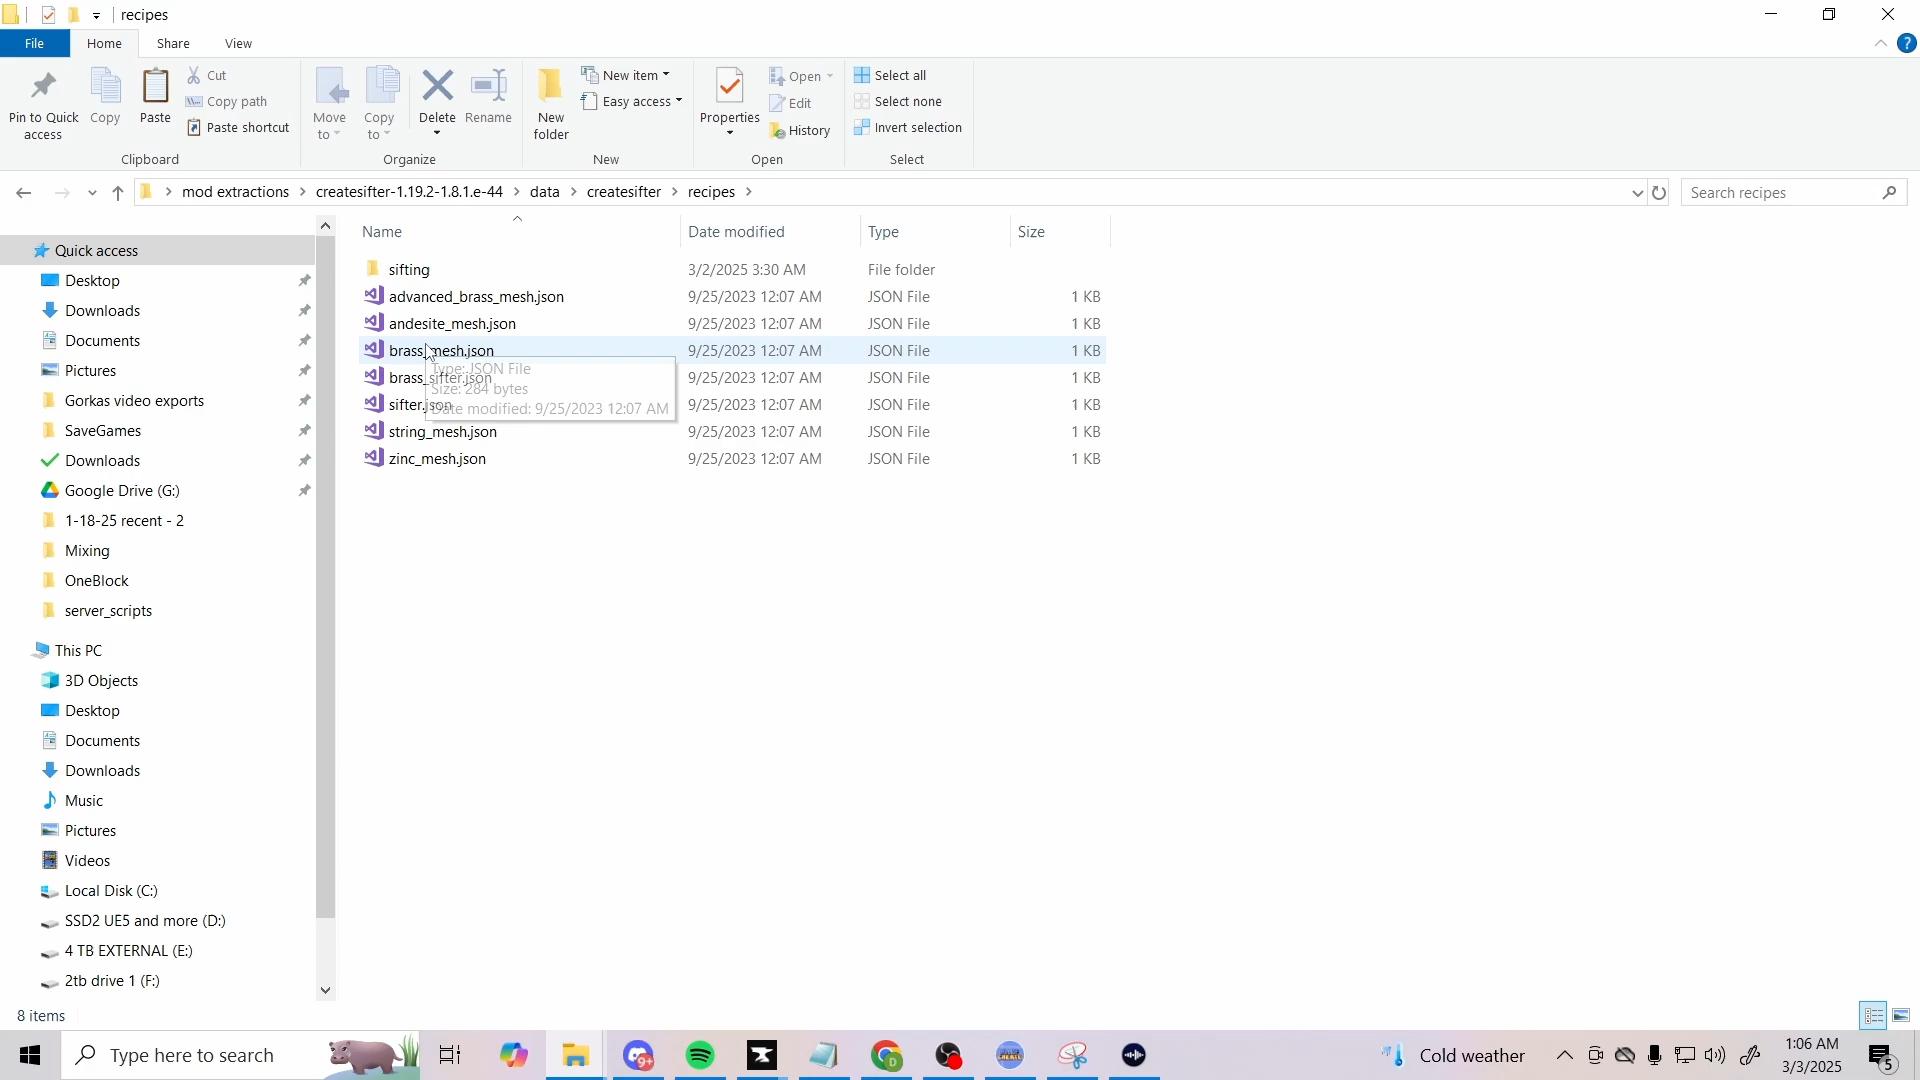 recipes
File Home Share View
Pin to Quick access
Copy
Paste
Cut
Copy path
Paste shortcut
Clipboard
Move to
Copy to
Delete
Rename
Organize
New folder
New item
Easy access
New
Properties
Open
Edit
History
Open
Select all
Select none
Invert selection
Select
mod extractions > createsifter-1.19.2-1.8.1.e-44 > data > createsifter > recipes >
Search recipes
Name Date modified Type Size
sifting 3/2/2025 3:30 AM File folder
advanced_brass_mesh.json 9/25/2023 12:07 AM JSON File 1 KB
andesite_mesh.json 9/25/2023 12:07 AM JSON File 1 KB
brass_mesh.json 9/25/2023 12:07 AM JSON File 1 KB
brass_sifter.json 9/25/2023 12:07 AM JSON File 1 KB
sifter.json 9/25/2023 12:07 AM JSON File 1 KB
string_mesh.json 9/25/2023 12:07 AM JSON File 1 KB
zinc_mesh.json 9/25/2023 12:07 AM JSON File 1 KB
Type: JSON File
Size: 284 bytes
Date modified: 9/25/2023 12:07 AM
Quick access
Desktop
Downloads
Documents
Pictures
Gorkas video exports
SaveGames
Downloads
Google Drive (G:)
1-18-25 recent - 2
Mixing
OneBlock
server_scripts
This PC
3D Objects
Desktop
Documents
Downloads
Music
Pictures
Videos
Local Disk (C:)
SSD2 UE5 and more (D:)
4 TB EXTERNAL (E:)
2tb drive 1 (F:)
8 items
Type here to search
9+
D
Cold weather
1:06 AM
3/3/2025
5